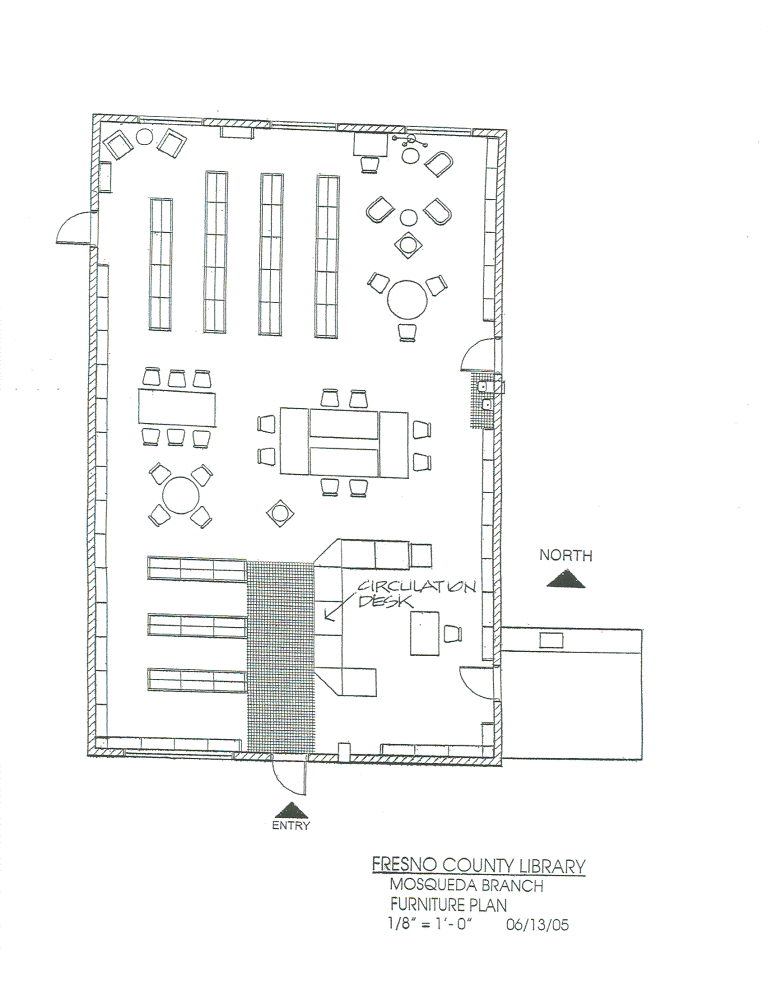 CIRCULATION
DESK
NORTH
ENTRY
FRESNO COUNTY LIBRARY
MOSQUEDA BRANCH
FURNITURE PLAN
1/8" = 1'- 0" 06/13/05